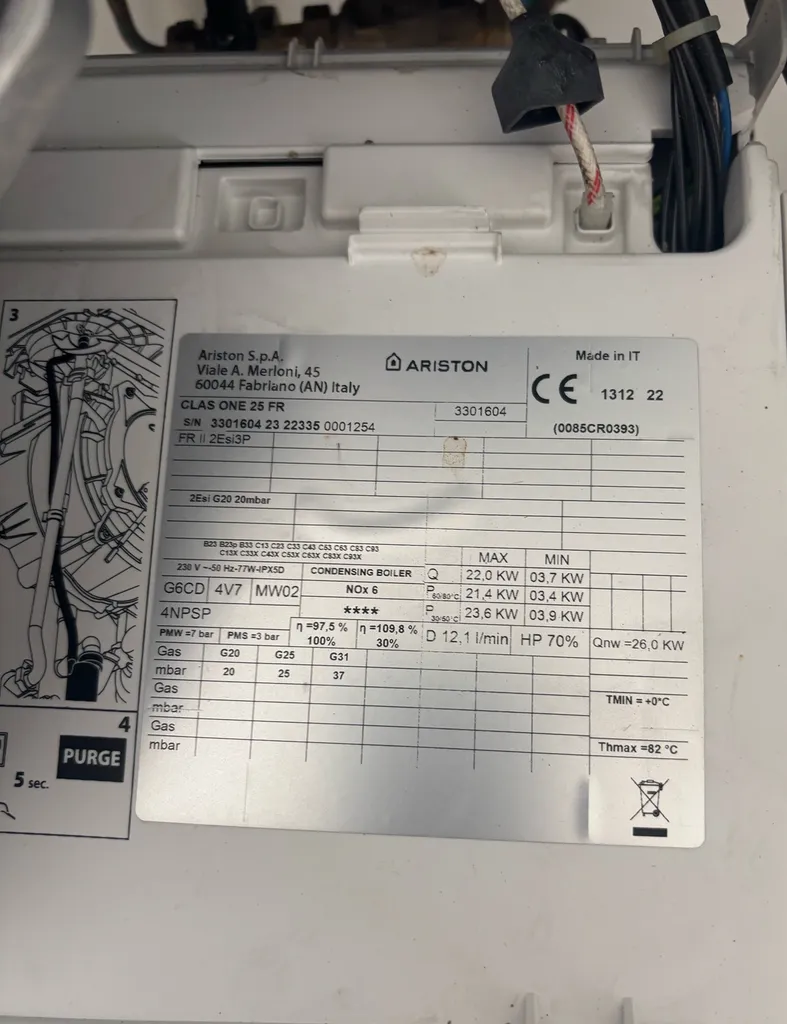 3
Ariston S.p.A.
Viale A. Merloni, 45
60044 Fabriano (AN) Italy
ARISTON
CE
Made in IT
1312 22
(0085CR0393)
CLAS ONE 25 FR
3301604
S/N 3301604 23 22335 0001254
FR II 2Esi3P
2Esi G20 20mbar
B23 B23p B33 C13 C23 C33 C43 C53 C63 C83 C93
C13X C33X C43X C53X C63X C83X C93X
230 V ~50 Hz-77W-IPX5D
CONDENSING BOILER
MAX MIN
Q 22,0 KW 03,7 KW
G6CD 4V7 MW02
NOx 6
P 60/80°C 21,4 KW 03,4 KW
4NPSP
****
P 30/50°C 23,6 KW 03,9 KW
PMW =7 bar PMS =3 bar
η =97,5 % 100%
η =109,8 % 30%
D 12,1 l/min HP 70% Qnw =26,0 KW
Gas G20 G25 G31
mbar 20 25 37
Gas
mbar
Gas
mbar
TMIN = +0°C
Thmax =82 °C
4
PURGE
5 sec.